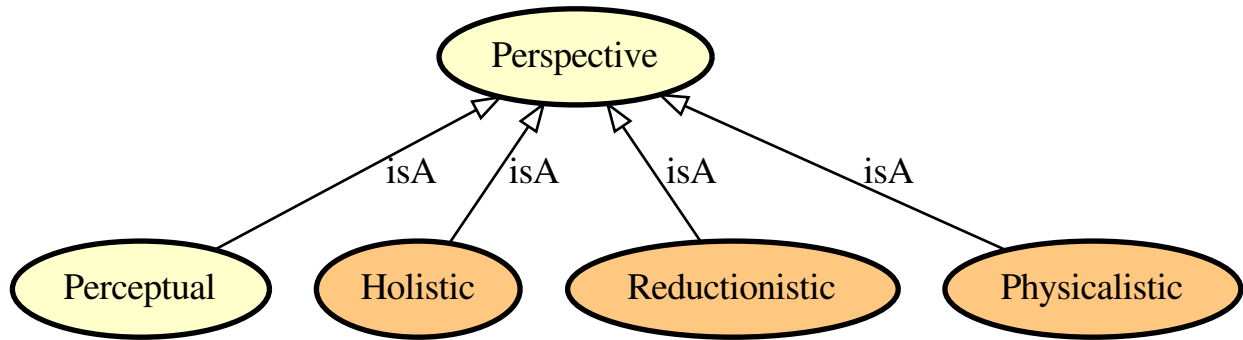 Perspective
isA isA isA isA
Perceptual Holistic Reductionistic Physicalistic